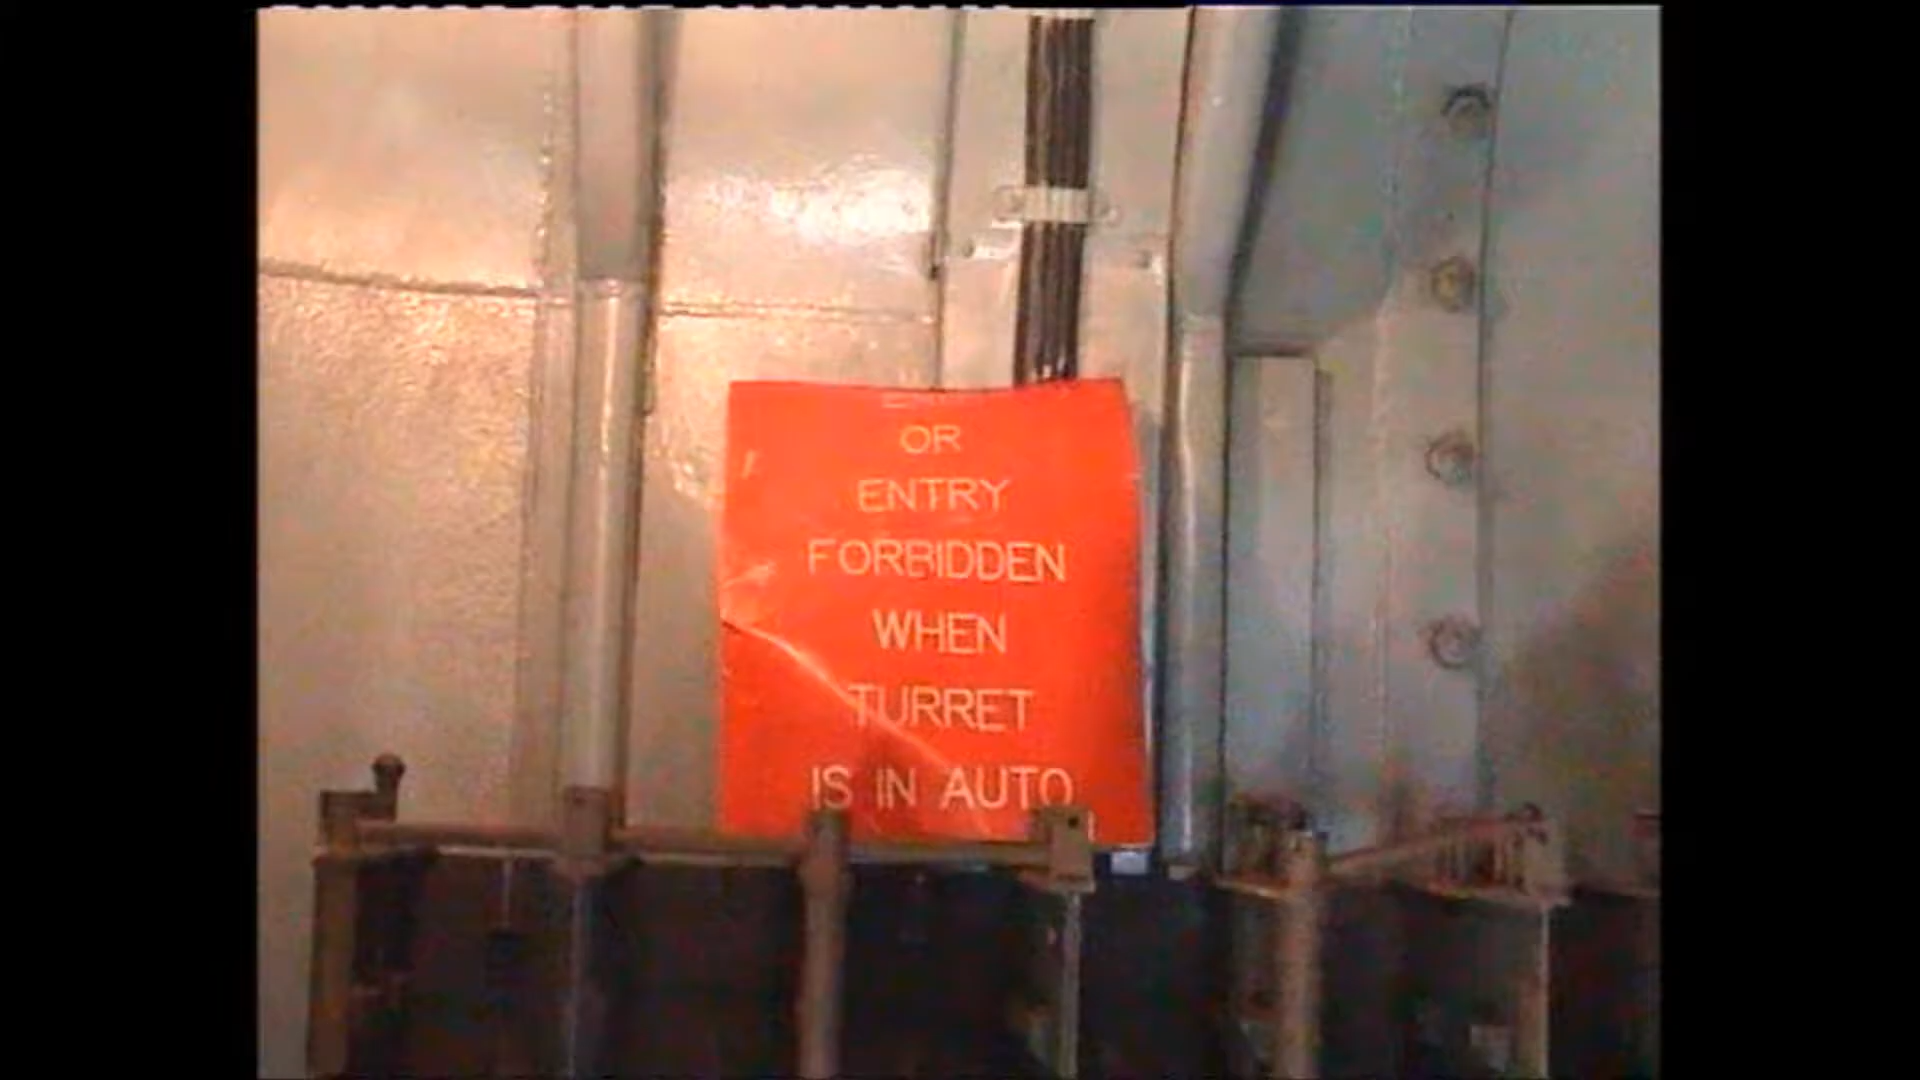 OR
ENTRY
FORBIDDEN
WHEN
TURRET
IS IN AUTO